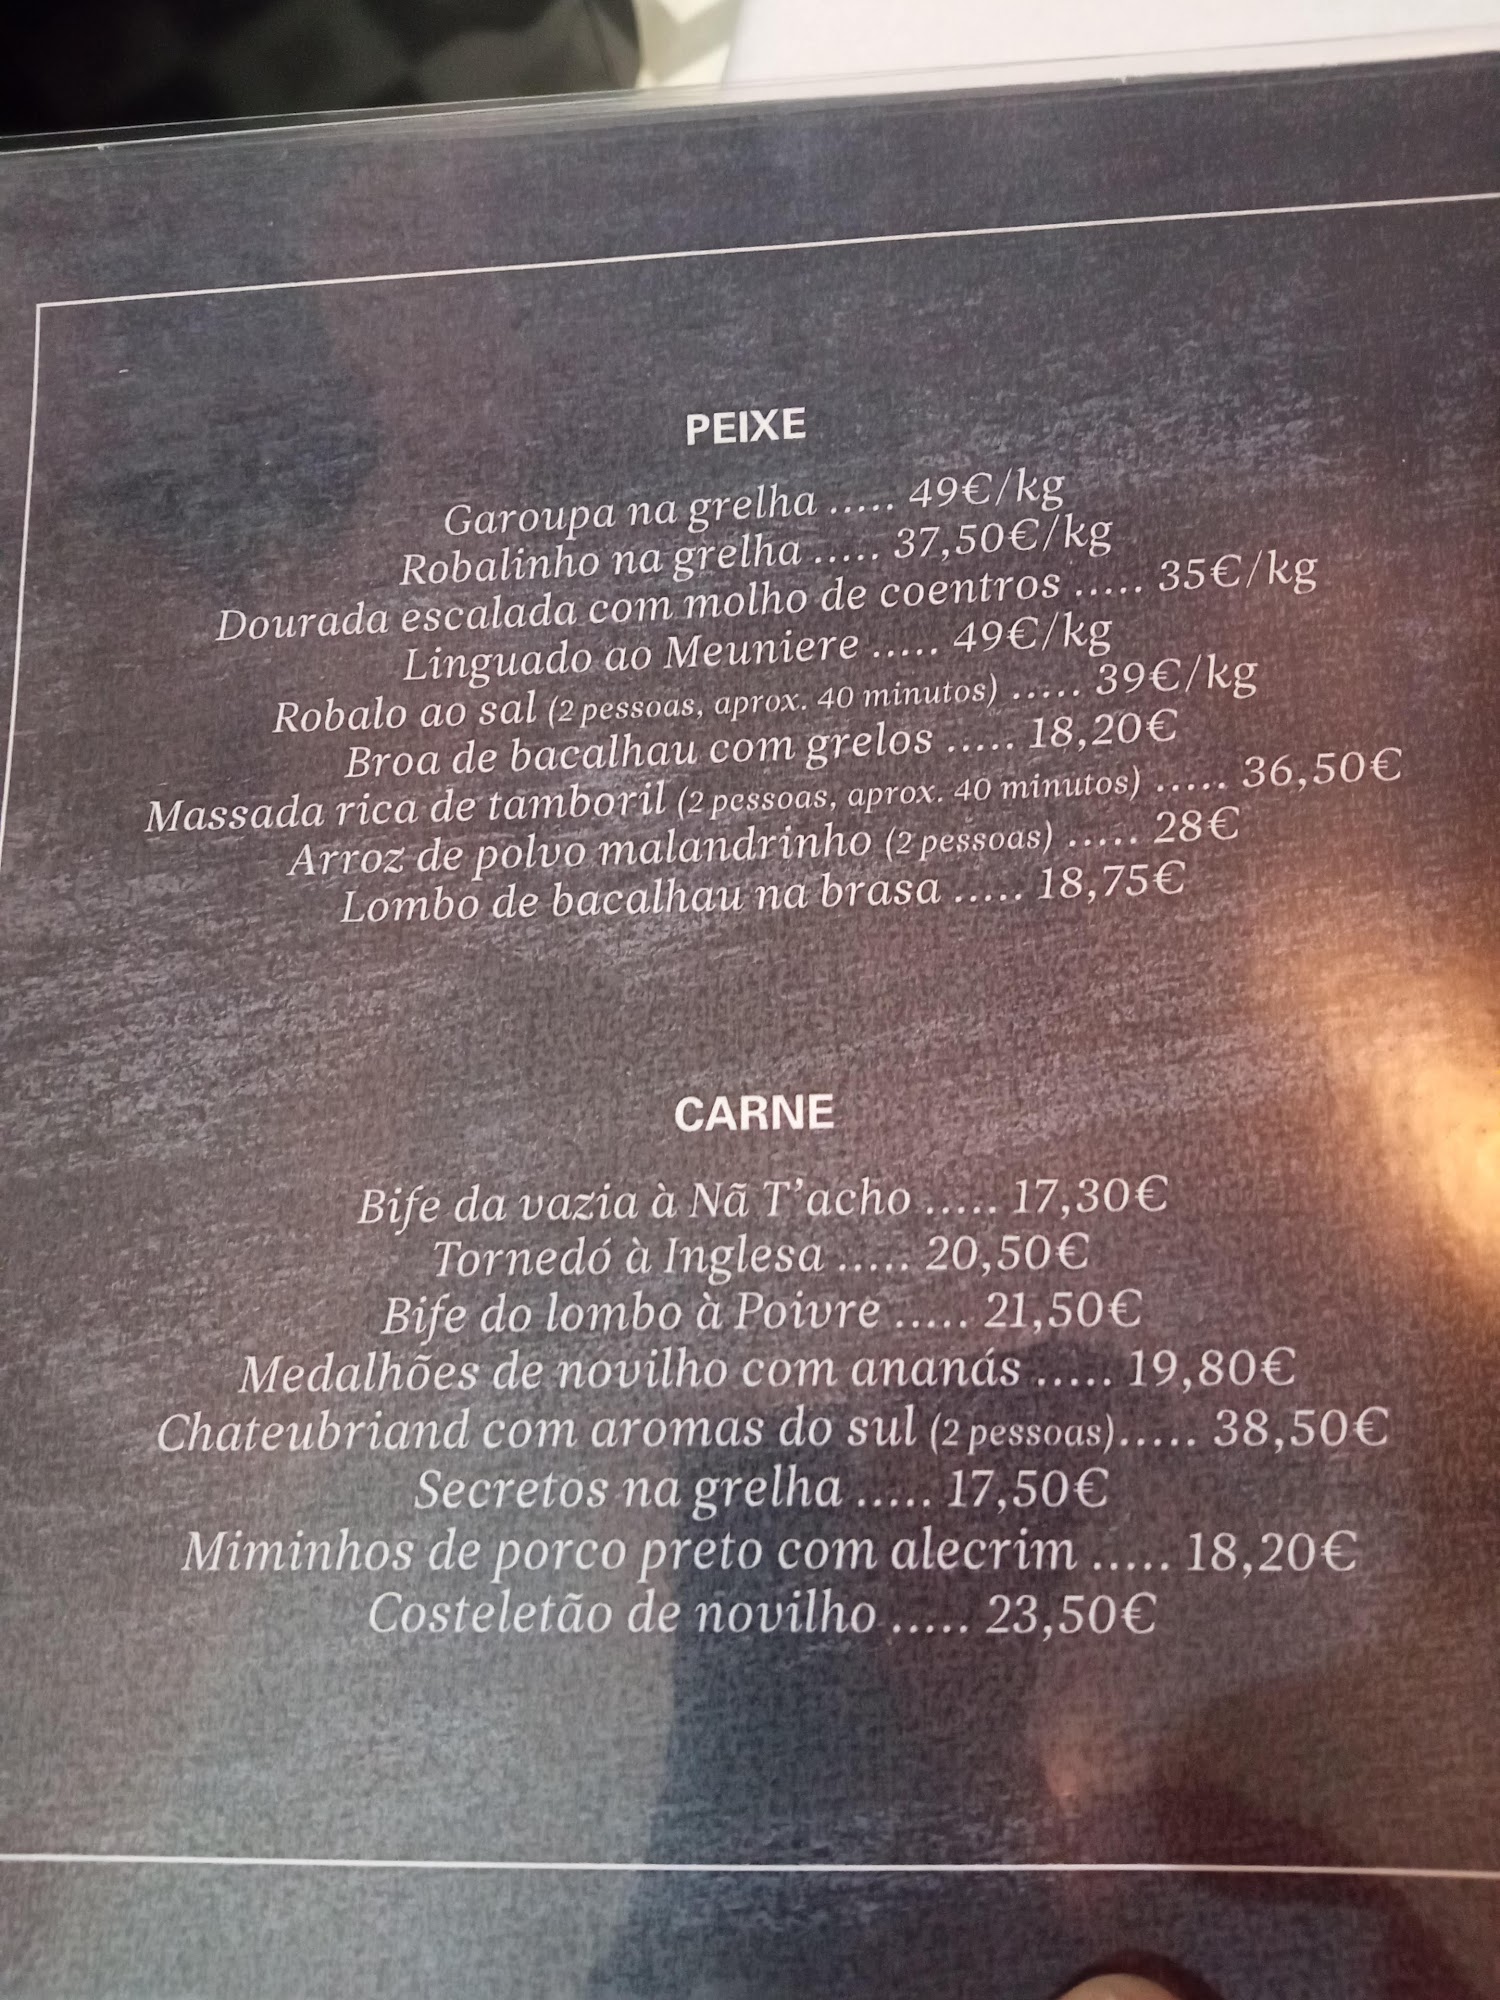 PEIXE
Garoupa na grelha ..... 49€/kg
Robalinho na grelha ..... 37,50€/kg
Dourada escalada com molho de coentros ..... 35€/kg
Linguado ao Meuniere ..... 49€/kg
Robalo ao sal (2 pessoas, aprox. 40 minutos) ..... 39€/kg
Broa de bacalhau com grelos ..... 18,20€
Massada rica de tamboril (2 pessoas, aprox. 40 minutos) ..... 36,50€
Arroz de polvo malandrinho (2 pessoas) ..... 28€
Lombo de bacalhau na brasa ..... 18,75€
CARNE
Bife da vazia à Nã T’acho ..... 17,30€
Tornedó à Inglesa ..... 20,50€
Bife do lombo à Poivre ..... 21,50€
Medalhões de novilho com ananás ..... 19,80€
Chateubriand com aromas do sul (2 pessoas)..... 38,50€
Secretos na grelha ..... 17,50€
Miminhos de porco preto com alecrim ..... 18,20€
Costeletão de novilho ..... 23,50€